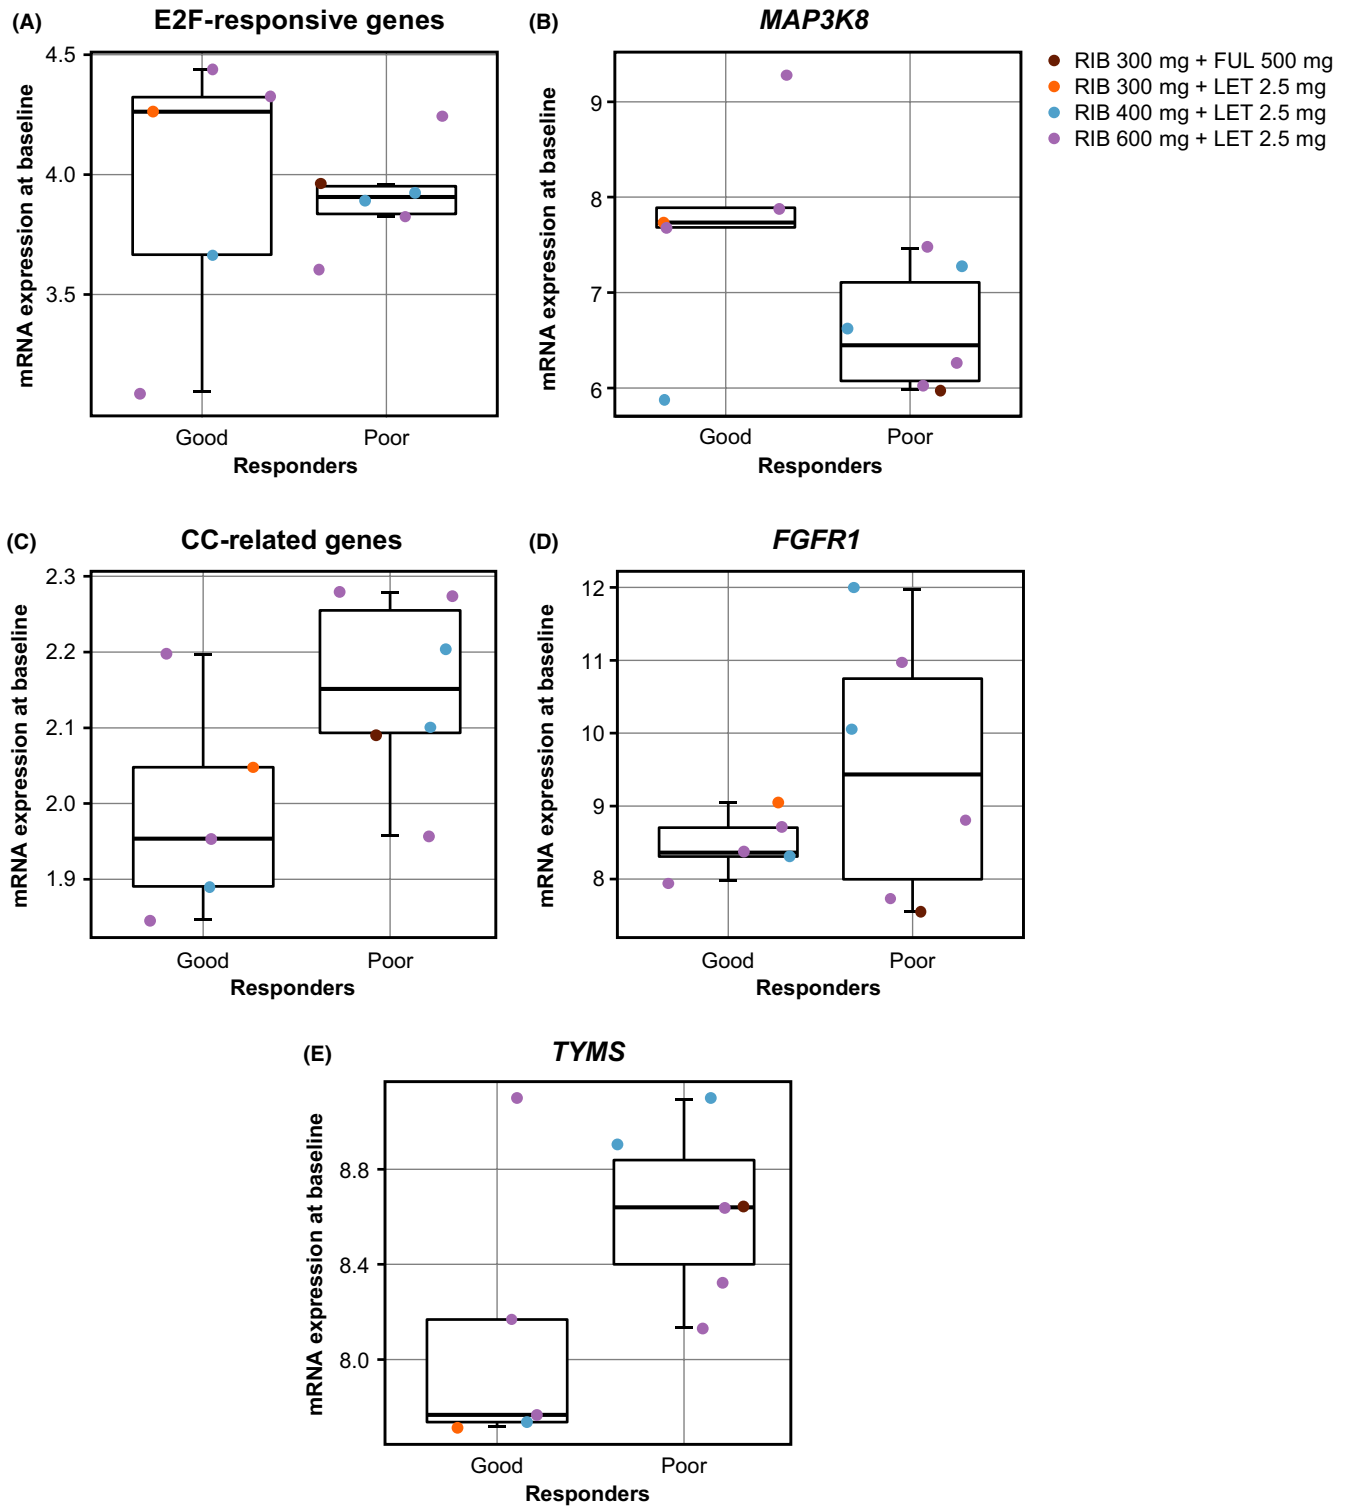 (A)
E2F-responsive genes
mRNA expression at baseline
4.5
4.0
3.5
Good
Poor
Responders
(B)
MAP3K8
mRNA expression at baseline
9
8
7
6
Good
Poor
Responders
RIB 300 mg + FUL 500 mg
RIB 300 mg + LET 2.5 mg
RIB 400 mg + LET 2.5 mg
RIB 600 mg + LET 2.5 mg
(C)
CC-related genes
mRNA expression at baseline
2.3
2.2
2.1
2.0
1.9
Good
Poor
Responders
(D)
FGFR1
mRNA expression at baseline
12
11
10
9
8
Good
Poor
Responders
(E)
TYMS
mRNA expression at baseline
8.8
8.4
8.0
Good
Poor
Responders